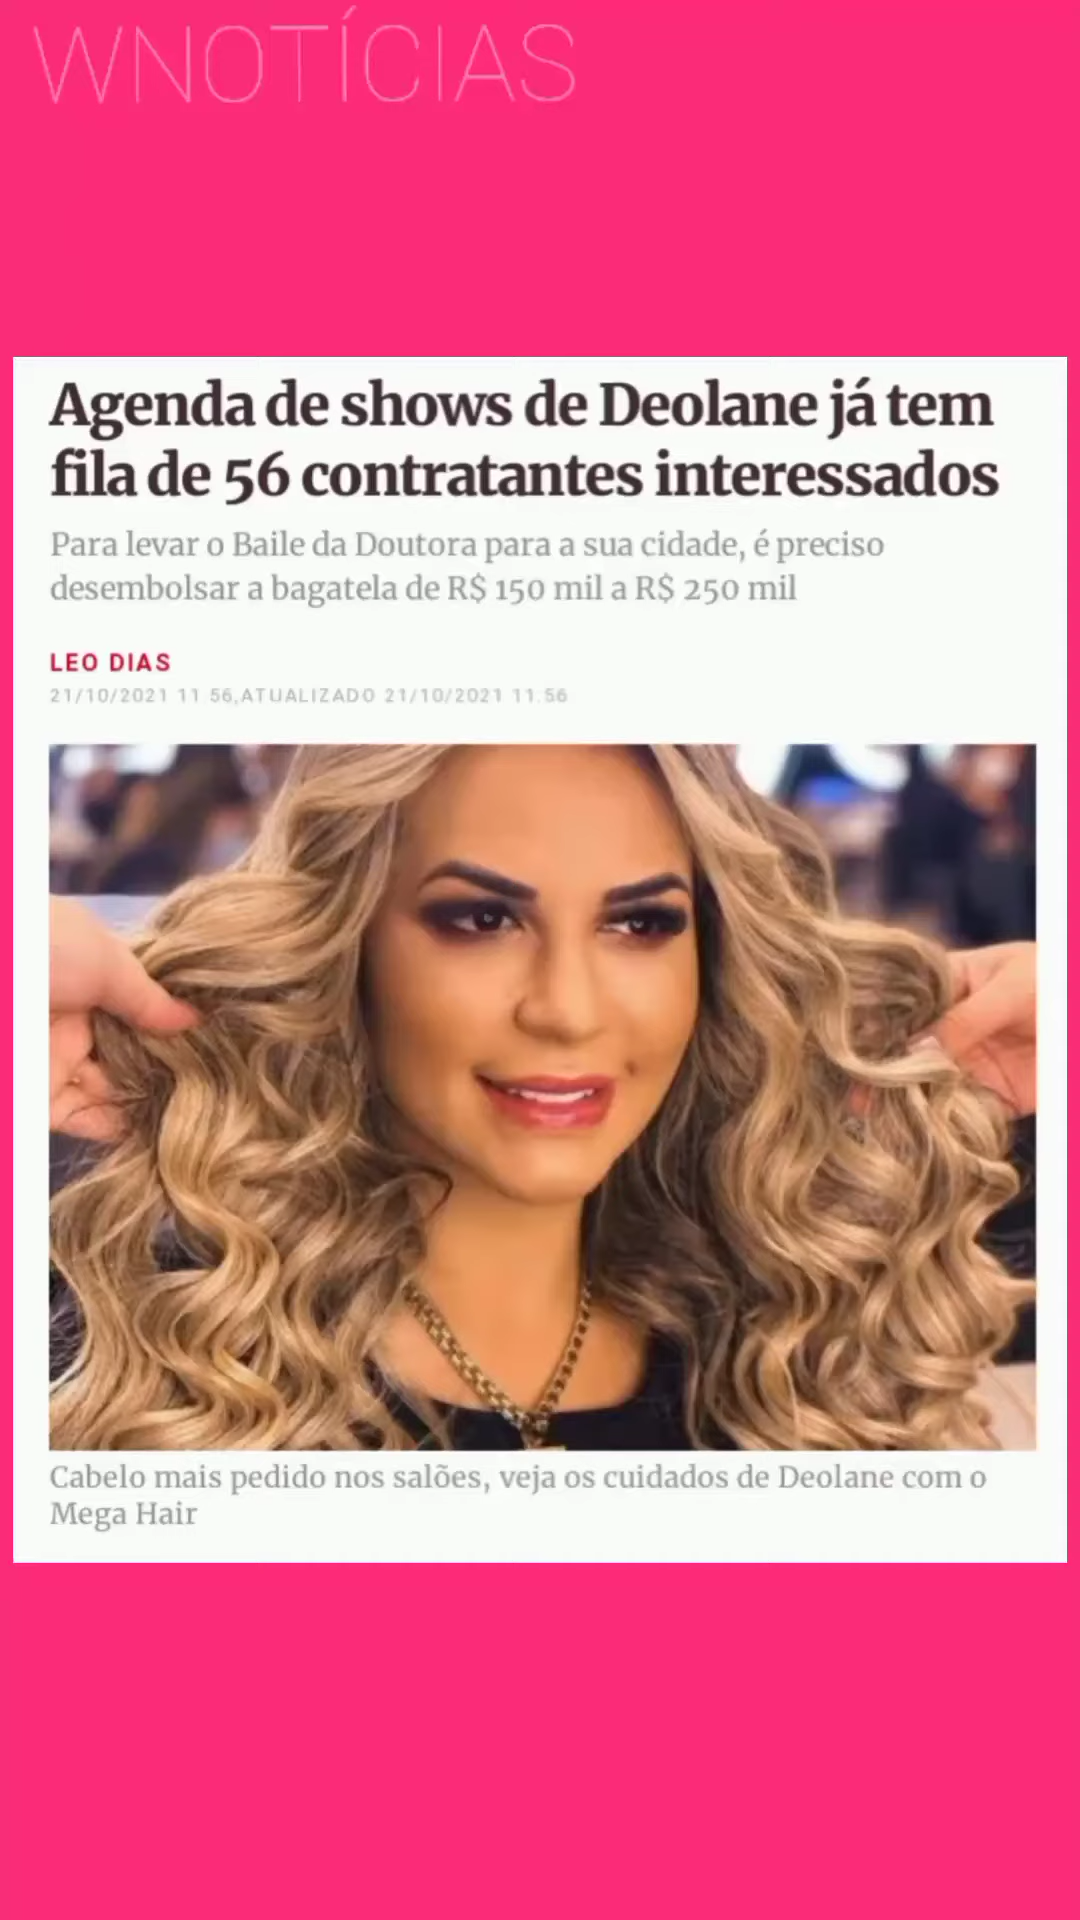 WNOTÍCIAS
Agenda de shows de Deolane já tem
fila de 56 contratantes interessados
Para levar o Baile da Doutora para a sua cidade, é preciso
desembolsar a bagatela de R$ 150 mil a R$ 250 mil
LEO DIAS
21/10/2021 11:56,ATUALIZADO 21/10/2021 11:56
Cabelo mais pedido nos salões, veja os cuidados de Deolane com o
Mega Hair